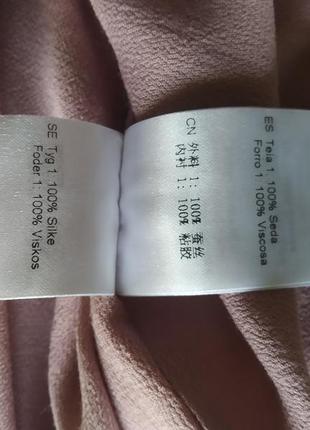 SE Tyg 1: 100% Silke
Foder 1: 100% Viskos
CN 外料 1: 100% 蚕丝
内衬 1: 100% 粘胶
ES Tela 1: 100% Seda
Forro 1: 100% Viscosa